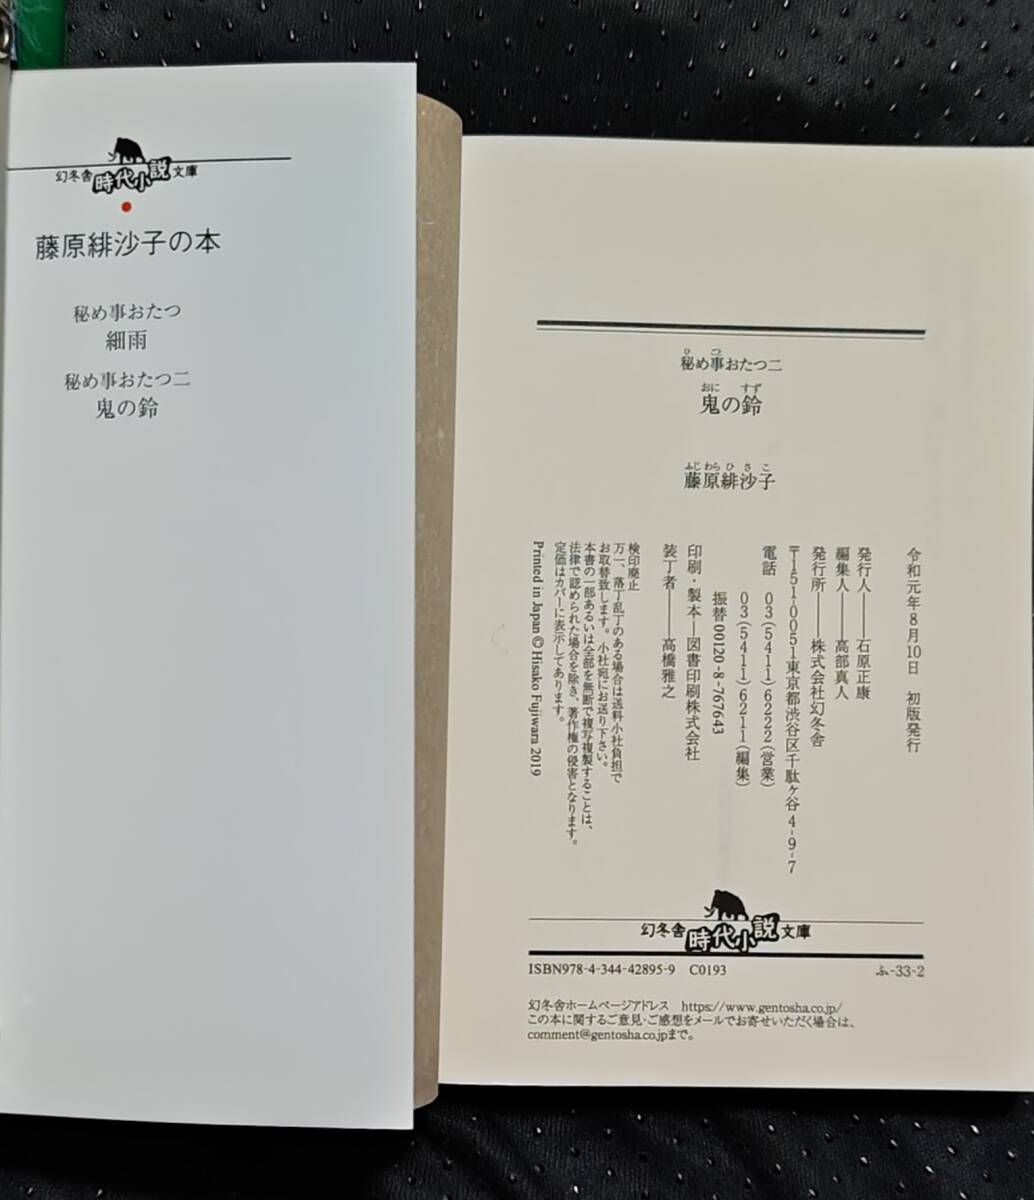 幻冬舎 時代小説 文庫
藤原緋沙子の本
秘め事おたつ
細雨
秘め事おたつ二
鬼の鈴
ひ ごと
秘め事おたつ二
おに すず
鬼の鈴
ふじ わら ひ さ こ
藤原緋沙子
令和元年8月10日 初版発行
発行人――石原正康
編集人――高部真人
発行所――株式会社幻冬舎
〒151-0051東京都渋谷区千駄ヶ谷4-9-7
電話 03(5411)6222(営業)
03(5411)6211(編集)
振替00120-8-767643
印刷・製本―図書印刷株式会社
装丁者――高橋雅之
検印廃止
万一、落丁乱丁のある場合は送料小社負担で
お取替致します。小社宛にお送り下さい。
本書の一部あるいは全部を無断で複写複製することは、
法律で認められた場合を除き、著作権の侵害となります。
定価はカバーに表示してあります。
Printed in Japan © Hisako Fujiwara 2019
幻冬舎 時代小説 文庫
ISBN978-4-344-42895-9 C0193 ふ-33-2
幻冬舎ホームページアドレス https://www.gentosha.co.jp/
この本に関するご意見・ご感想をメールでお寄せいただく場合は、
comment@gentosha.co.jpまで。